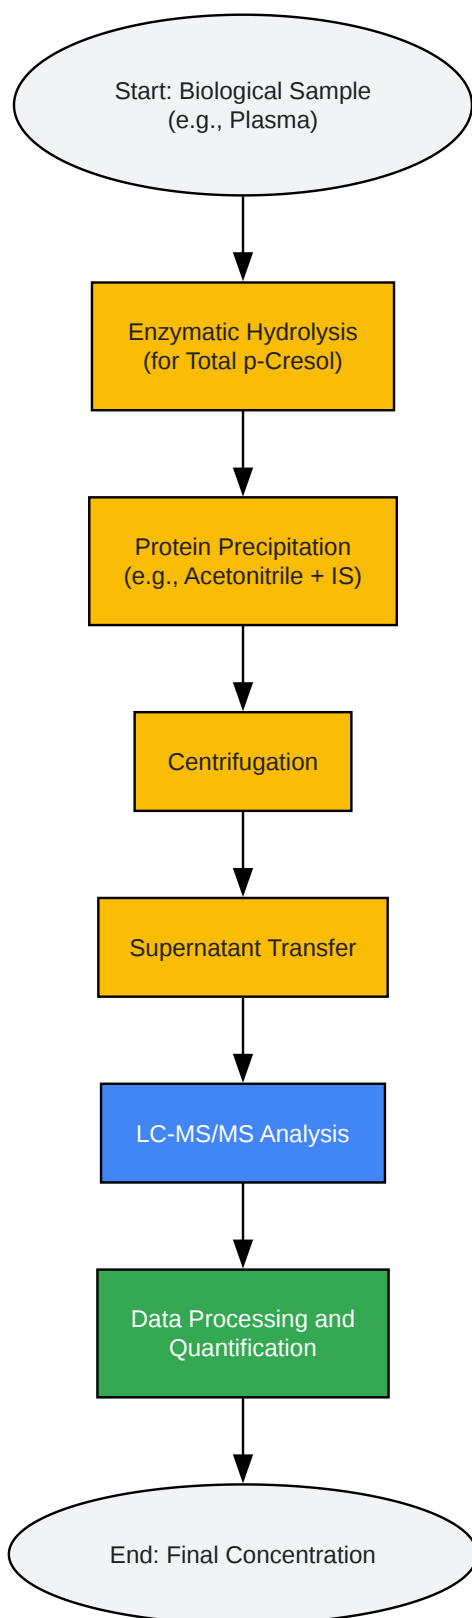 Start: Biological Sample
(e.g., Plasma)
Enzymatic Hydrolysis
(for Total p-Cresol)
Protein Precipitation
(e.g., Acetonitrile + IS)
Centrifugation
Supernatant Transfer
LC-MS/MS Analysis
Data Processing and
Quantification
End: Final Concentration